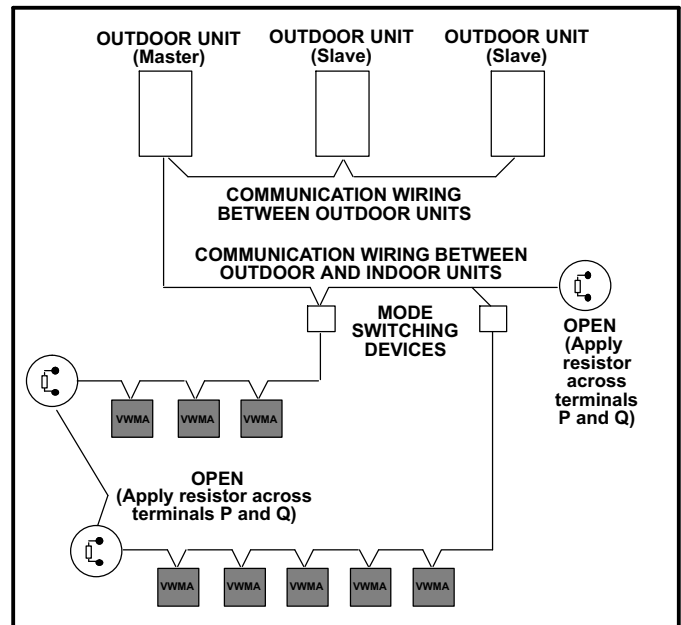 OUTDOOR UNIT
(Master)
OUTDOOR UNIT
(Slave)
OUTDOOR UNIT
(Slave)
COMMUNICATION WIRING
BETWEEN OUTDOOR UNITS
COMMUNICATION WIRING BETWEEN
OUTDOOR AND INDOOR UNITS
MODE
SWITCHING
DEVICES
OPEN
(Apply
resistor
across
terminals
P and Q)
VWMA
VWMA
VWMA
OPEN
(Apply resistor across
terminals P and Q)
VWMA
VWMA
VWMA
VWMA
VWMA